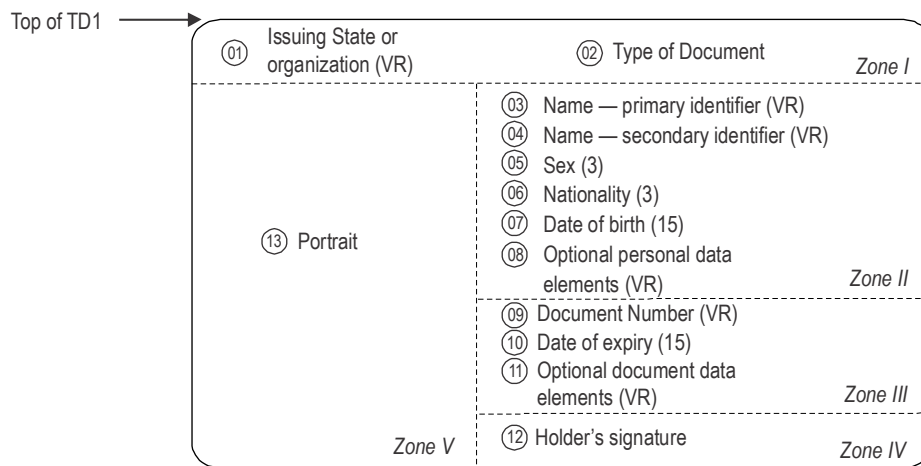 Top of TD1
01 Issuing State or
organization (VR)
02 Type of Document
Zone I
03 Name — primary identifier (VR)
04 Name — secondary identifier (VR)
05 Sex (3)
06 Nationality (3)
07 Date of birth (15)
08 Optional personal data
elements (VR)
Zone II
13 Portrait
09 Document Number (VR)
10 Date of expiry (15)
11 Optional document data
elements (VR)
Zone III
Zone V
12 Holder's signature
Zone IV